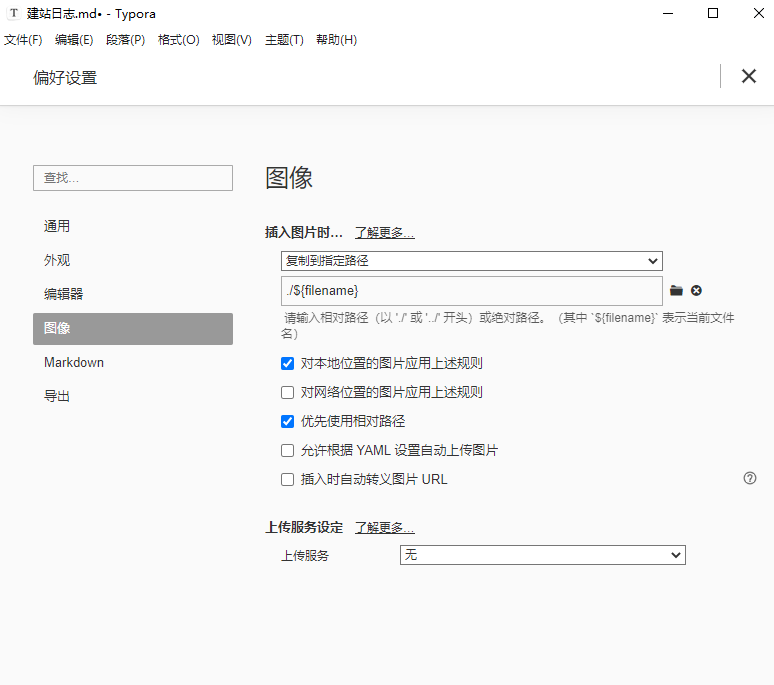 T 建站日志.md• - Typora
文件(F) 编辑(E) 段落(P) 格式(O) 视图(V) 主题(T) 帮助(H)
偏好设置
查找...
通用
外观
编辑器
图像
Markdown
导出
图像
插入图片时... 了解更多...
复制到指定路径
./${filename}
请输入相对路径（以 './' 或 '../' 开头）或绝对路径。（其中 `${filename}` 表示当前文件
名）
对本地位置的图片应用上述规则
对网络位置的图片应用上述规则
优先使用相对路径
允许根据 YAML 设置自动上传图片
插入时自动转义图片 URL
上传服务设定 了解更多...
上传服务 无